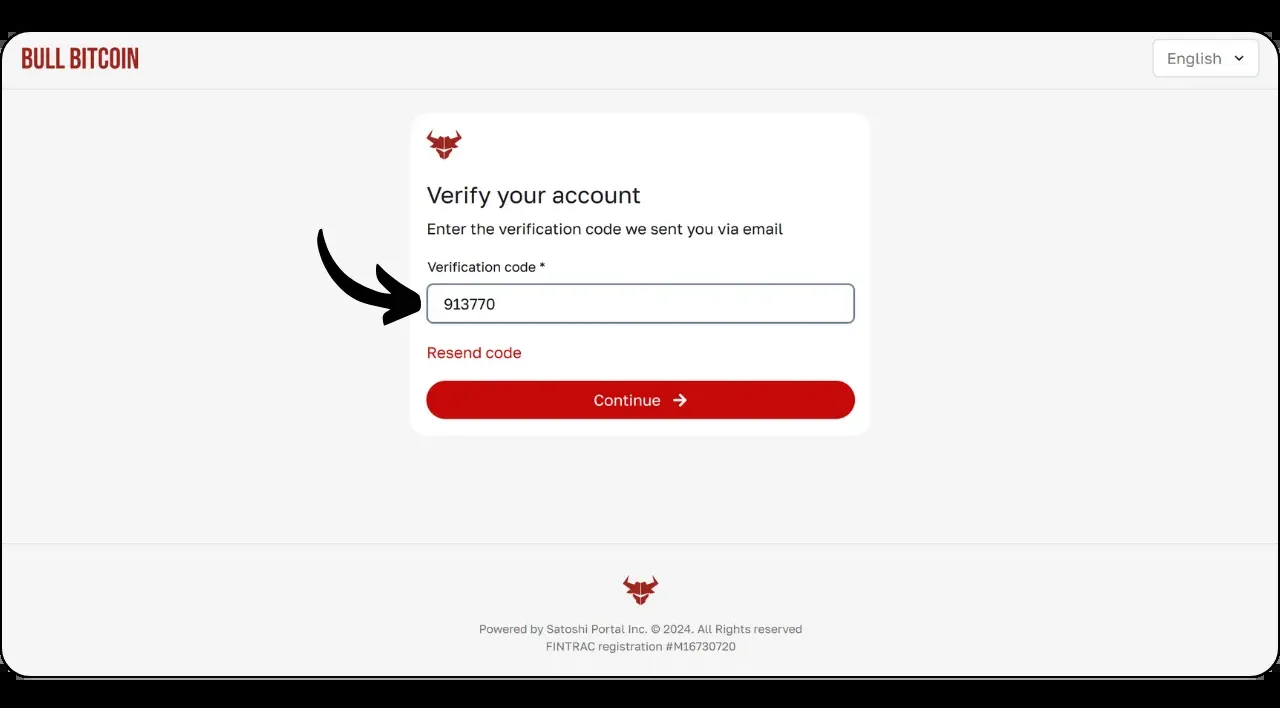 BULL BITCOIN
English
Verify your account
Enter the verification code we sent you via email
Verification code *
913770
Resend code
Continue
Powered by Satoshi Portal Inc. © 2024. All Rights reserved
FINTRAC registration #M16730720